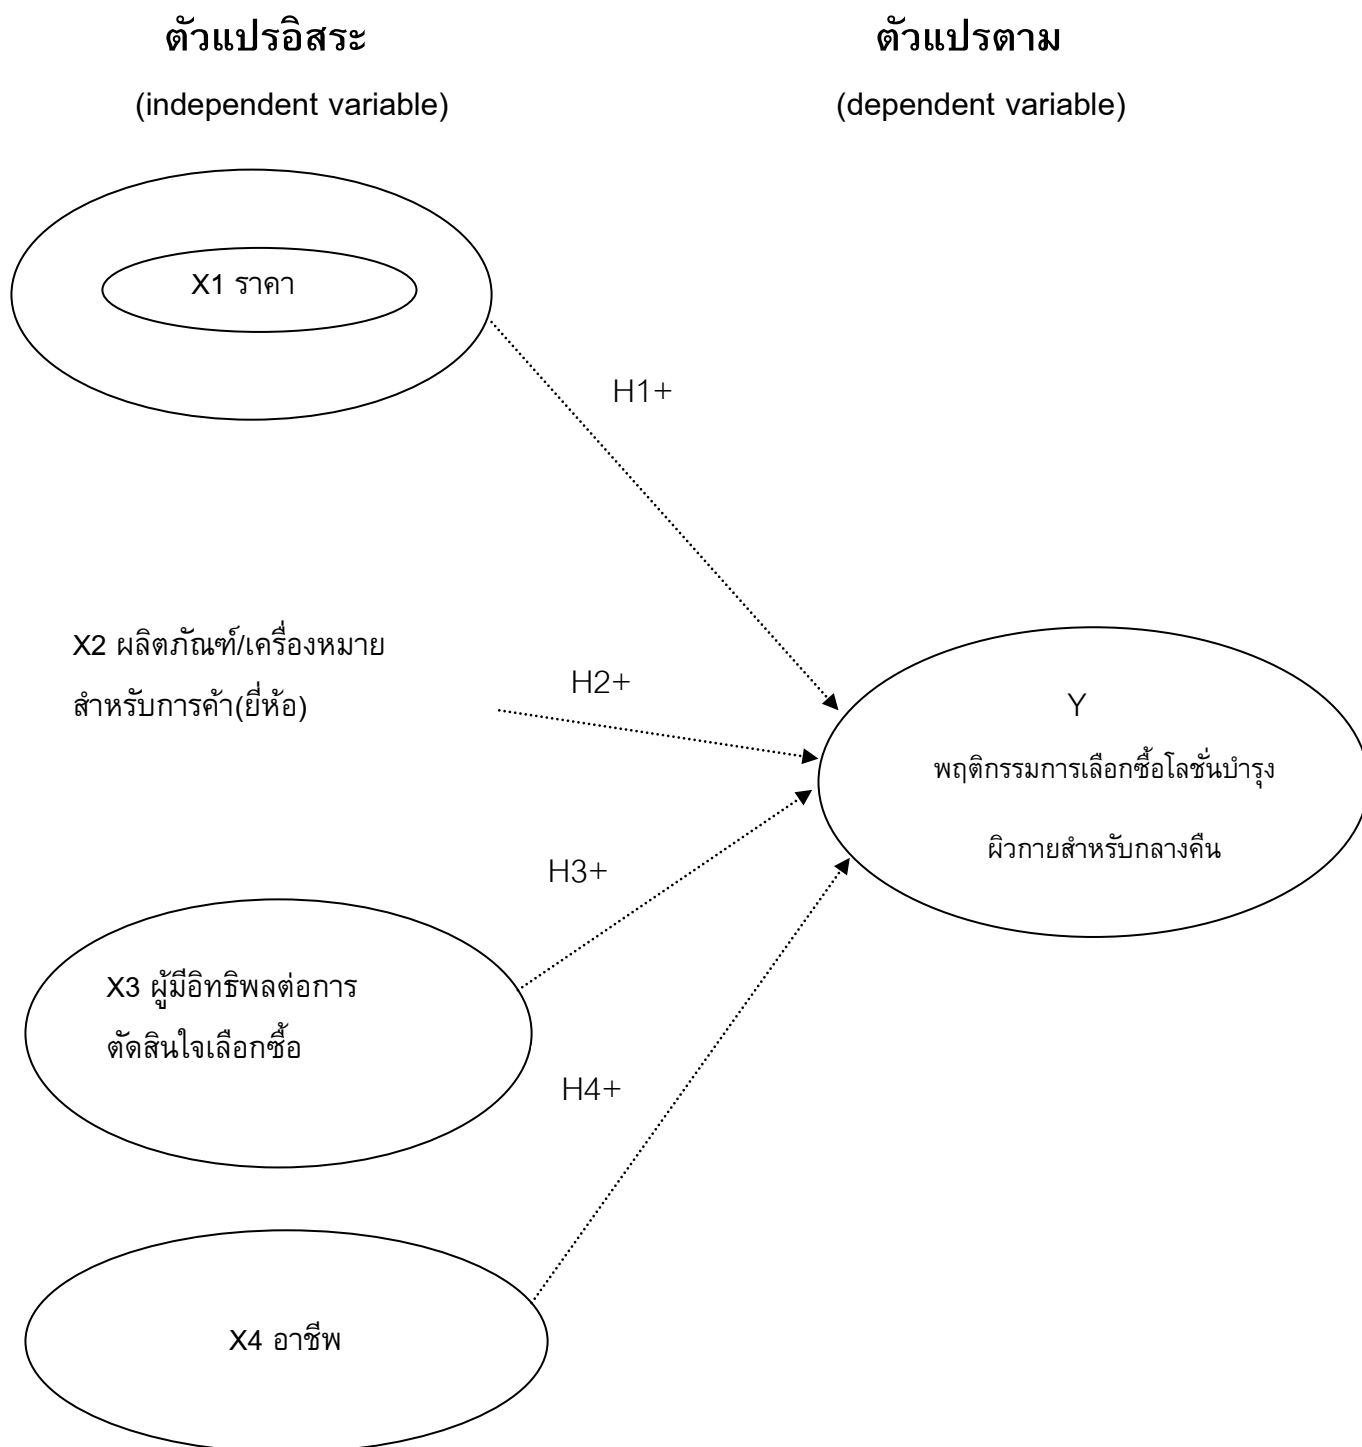 ตัวแปรอิสระ
ตัวแปรตาม
(independent variable)
(dependent variable)
X1 ราคา
H1+
X2 ผลิตภัณฑ์/เครื่องหมาย
สำหรับการค้า(ยี่ห้อ)
H2+
Y
พฤติกรรมการเลือกซื้อโลชั่นบำรุง
ผิวกายสำหรับกลางคืน
H3+
X3 ผู้มีอิทธิพลต่อการ
ตัดสินใจเลือกซื้อ
H4+
X4 อาชีพ